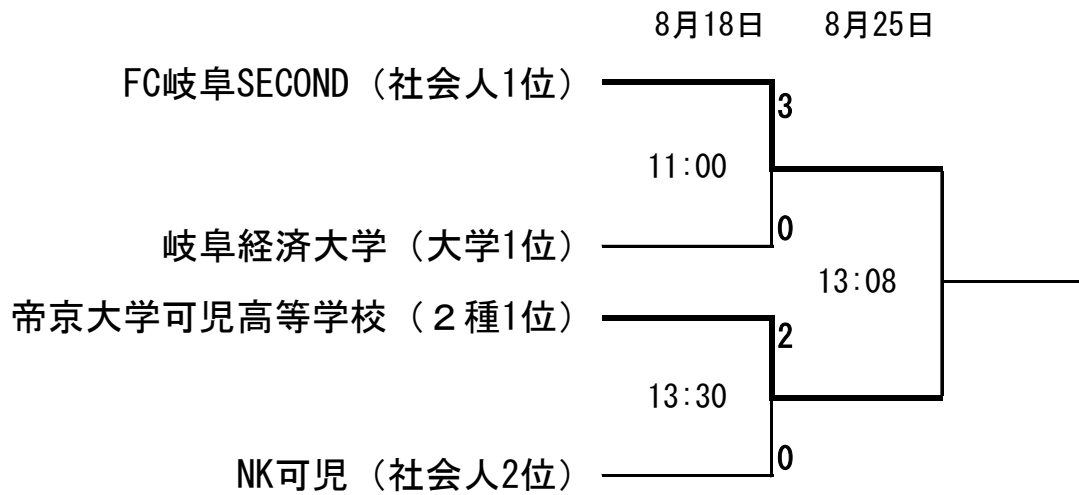 8月18日 8月25日
FC岐阜SECOND（社会人1位）
3
11:00
0
岐阜経済大学（大学1位）
13:08
帝京大学可児高等学校（２種1位）
2
13:30
0
NK可児（社会人2位）